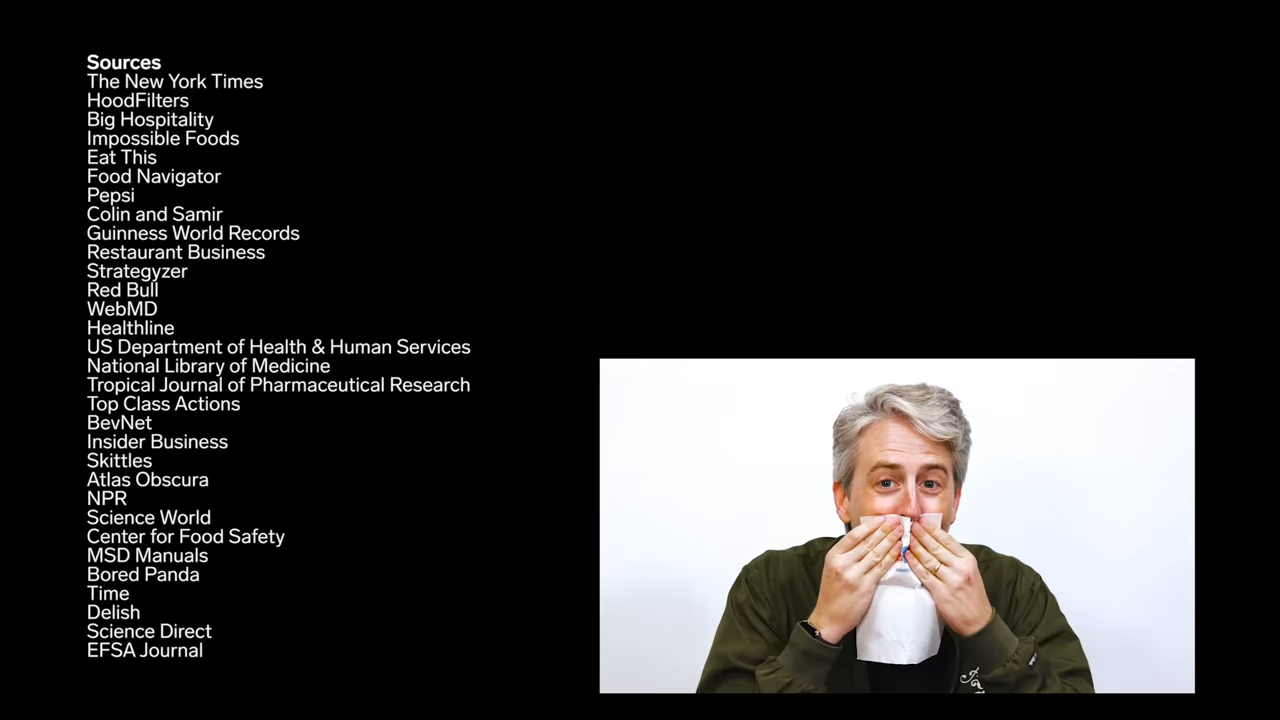 Sources
The New York Times
HoodFilters
Big Hospitality
Impossible Foods
Eat This
Food Navigator
Pepsi
Colin and Samir
Guinness World Records
Restaurant Business
Strategyzer
Red Bull
WebMD
Healthline
US Department of Health & Human Services
National Library of Medicine
Tropical Journal of Pharmaceutical Research
Top Class Actions
BevNet
Insider Business
Skittles
Atlas Obscura
NPR
Science World
Center for Food Safety
MSD Manuals
Bored Panda
Time
Delish
Science Direct
EFSA Journal